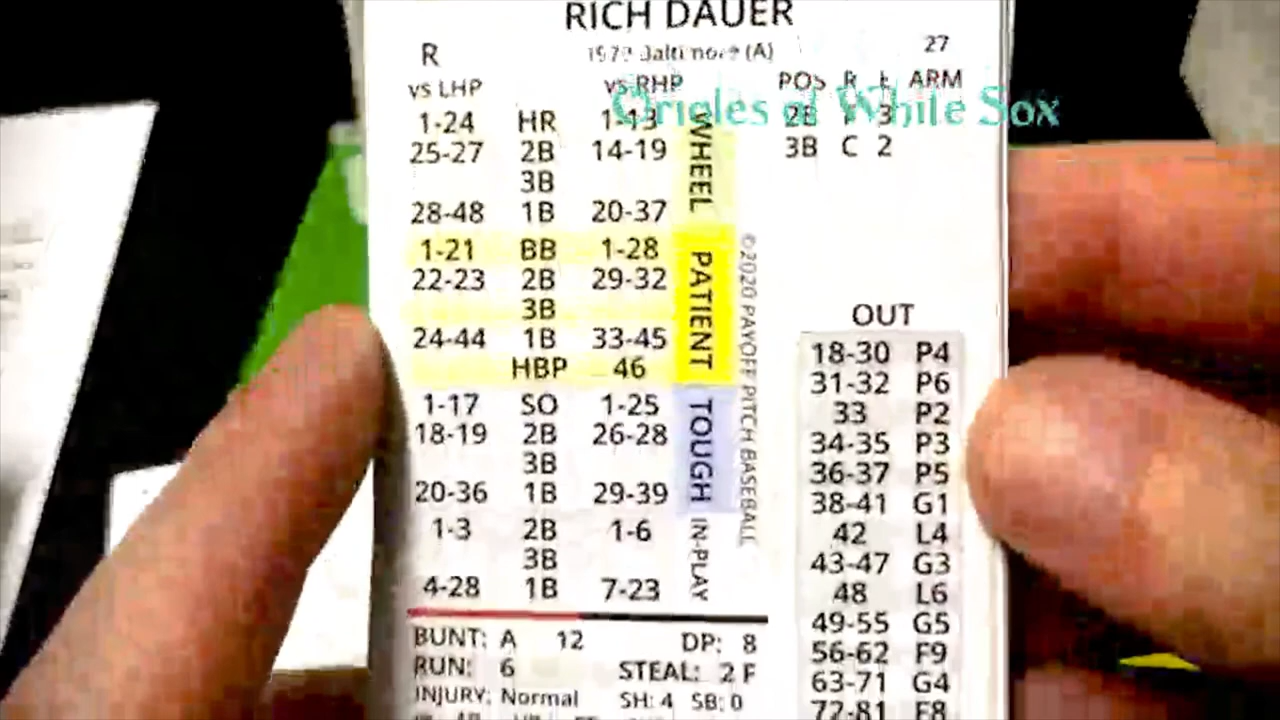 RICH DAUER
R 1979 Baltimore (A) 27
vs LHP vs RHP POS R E ARM
Orioles at White Sox
1-24 HR 1-13 2B 3
25-27 2B 14-19 3B C 2
3B
28-48 1B 20-37
WHEEL
1-21 BB 1-28
22-23 2B 29-32
3B
24-44 1B 33-45
HBP 46
PATIENT
1-17 SO 1-25
18-19 2B 26-28
3B
20-36 1B 29-39
TOUGH
1-3 2B 1-6
3B
4-28 1B 7-23
IN-PLAY
©2020 PAYOFF PITCH BASEBALL
BUNT: A 12 DP: 8
RUN: 6 STEAL: 2 F
INJURY: Normal SH: 4 SB: 0
OUT
18-30 P4
31-32 P6
33 P2
34-35 P3
36-37 P5
38-41 G1
42 L4
43-47 G3
48 L6
49-55 G5
56-62 F9
63-71 G4
72-81 F8